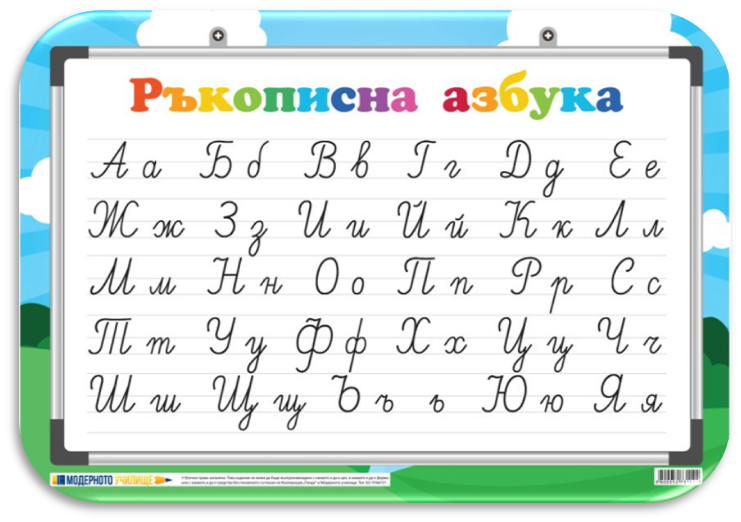 Ръкописна азбука
А а Б б В в Г г Д д Е е
Ж ж З з И и Й й К к Л л
М м Н н О о П п Р р С с
Т т У у Ф ф Х х Ц ц Ч ч
Ш ш Щ щ Ъ ъ ь Ю ю Я я
МОДЕРНОТО УЧИЛИЩЕ